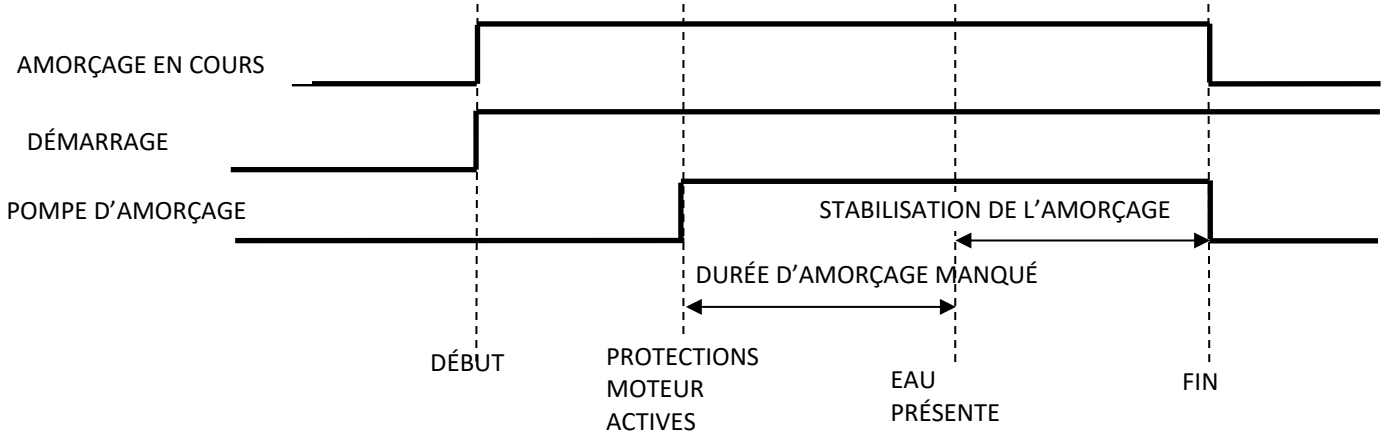 AMORÇAGE EN COURS
DÉMARRAGE
POMPE D’AMORÇAGE
STABILISATION DE L’AMORÇAGE
DURÉE D’AMORÇAGE MANQUÉ
DÉBUT
PROTECTIONS
MOTEUR
ACTIVES
EAU
PRÉSENTE
FIN